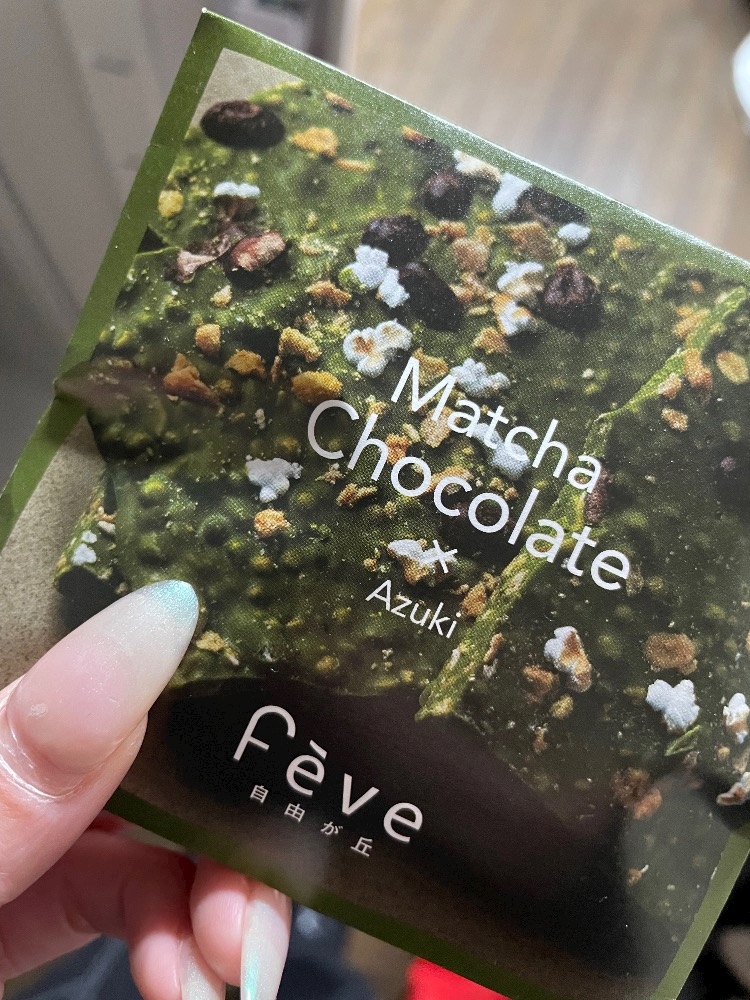 Matcha
Chocolate
×
Azuki
fève
自由が丘